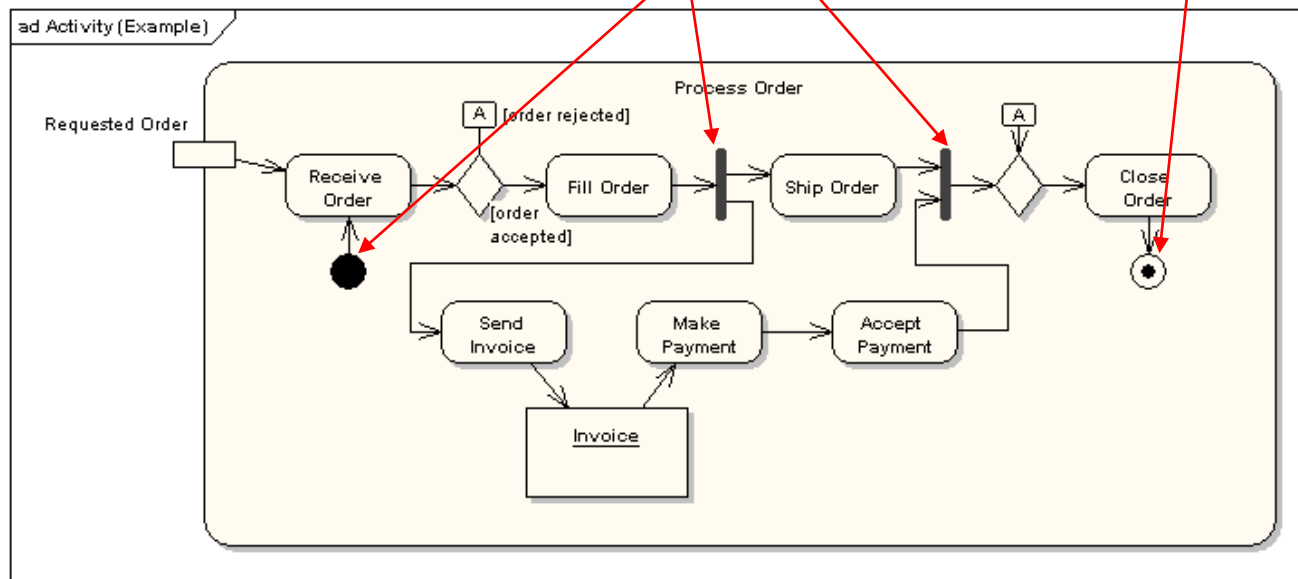 ad Activity (Example)
Process Order
Requested Order
A
[order rejected]
A
Receive
Order
Fill Order
Ship Order
Close
Order
[order
accepted]
Send
Invoice
Make
Payment
Accept
Payment
Invoice